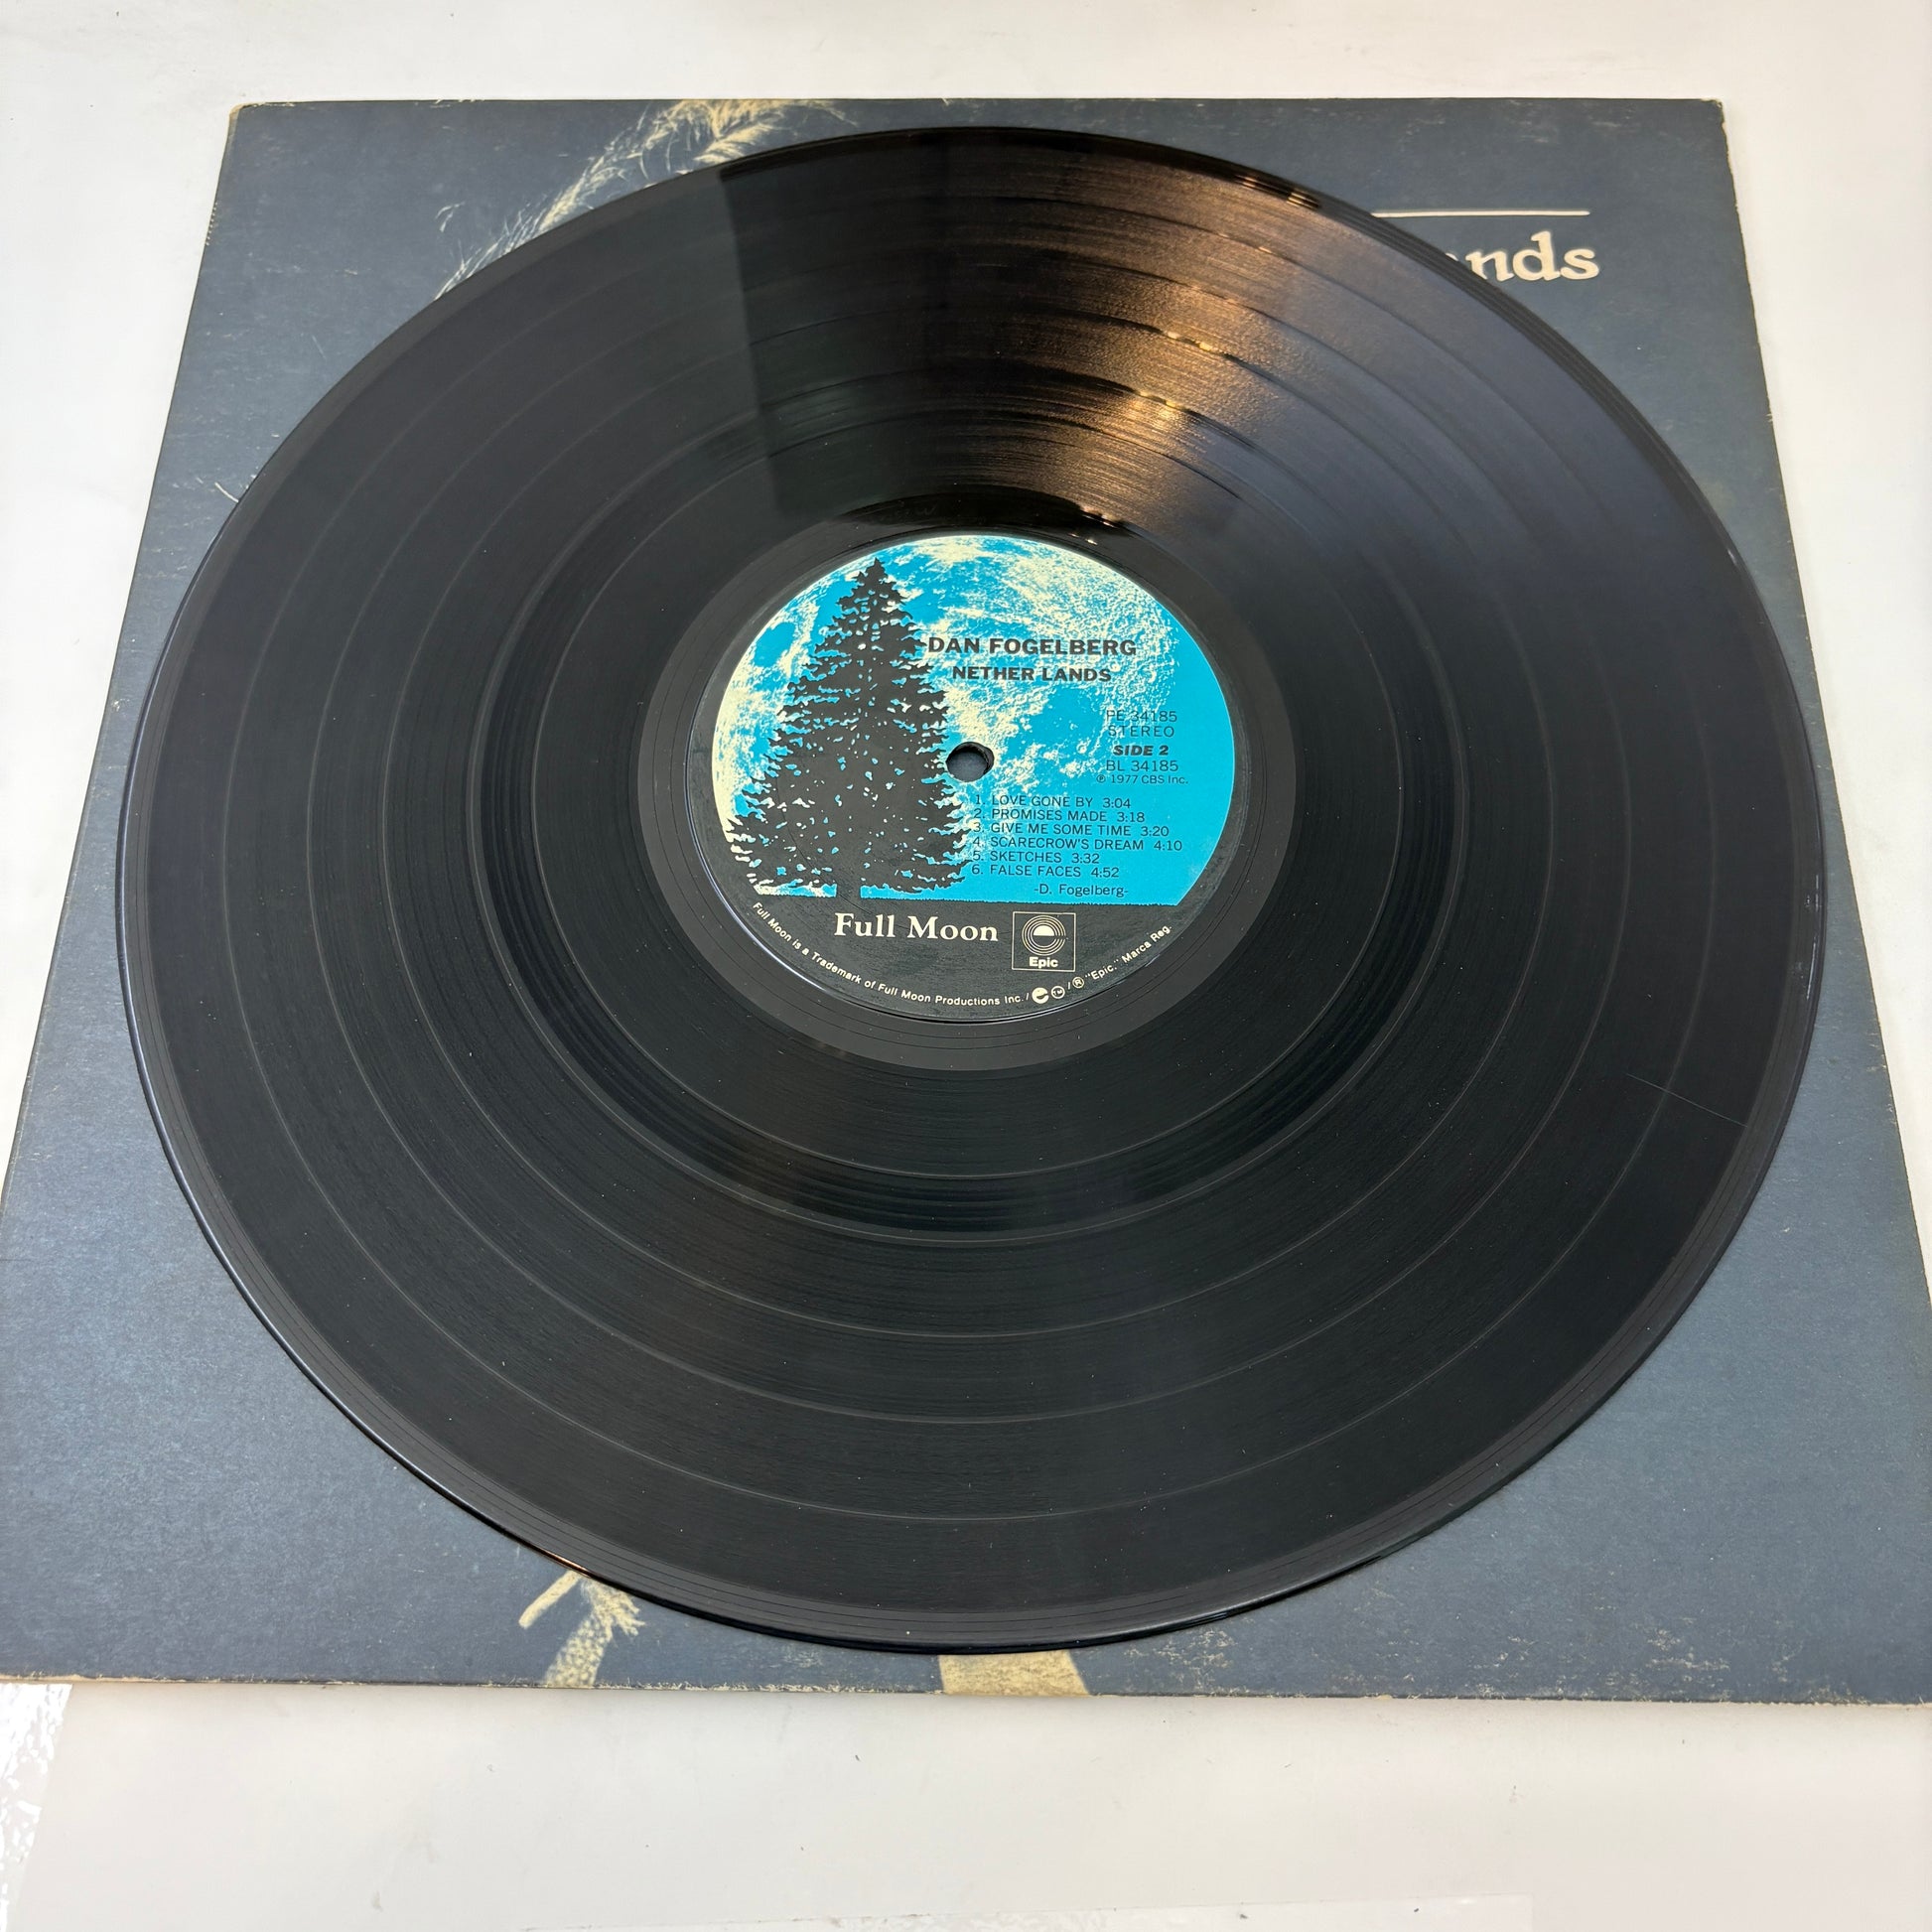 nds
DAN FOGELBERG
NETHER LANDS
PE 34185
STEREO
SIDE 2
BL 34185
℗ 1977 CBS Inc.
1. LOVE GONE BY 3:04
2. PROMISES MADE 3:18
3. GIVE ME SOME TIME 3:20
4. SCARECROW'S DREAM 4:10
5. SKETCHES 3:32
6. FALSE FACES 4:52
-D. Fogelberg-
Full Moon
Epic
Full Moon is a Trademark of Full Moon Productions Inc. / e TM / ® "Epic," Marca Reg.